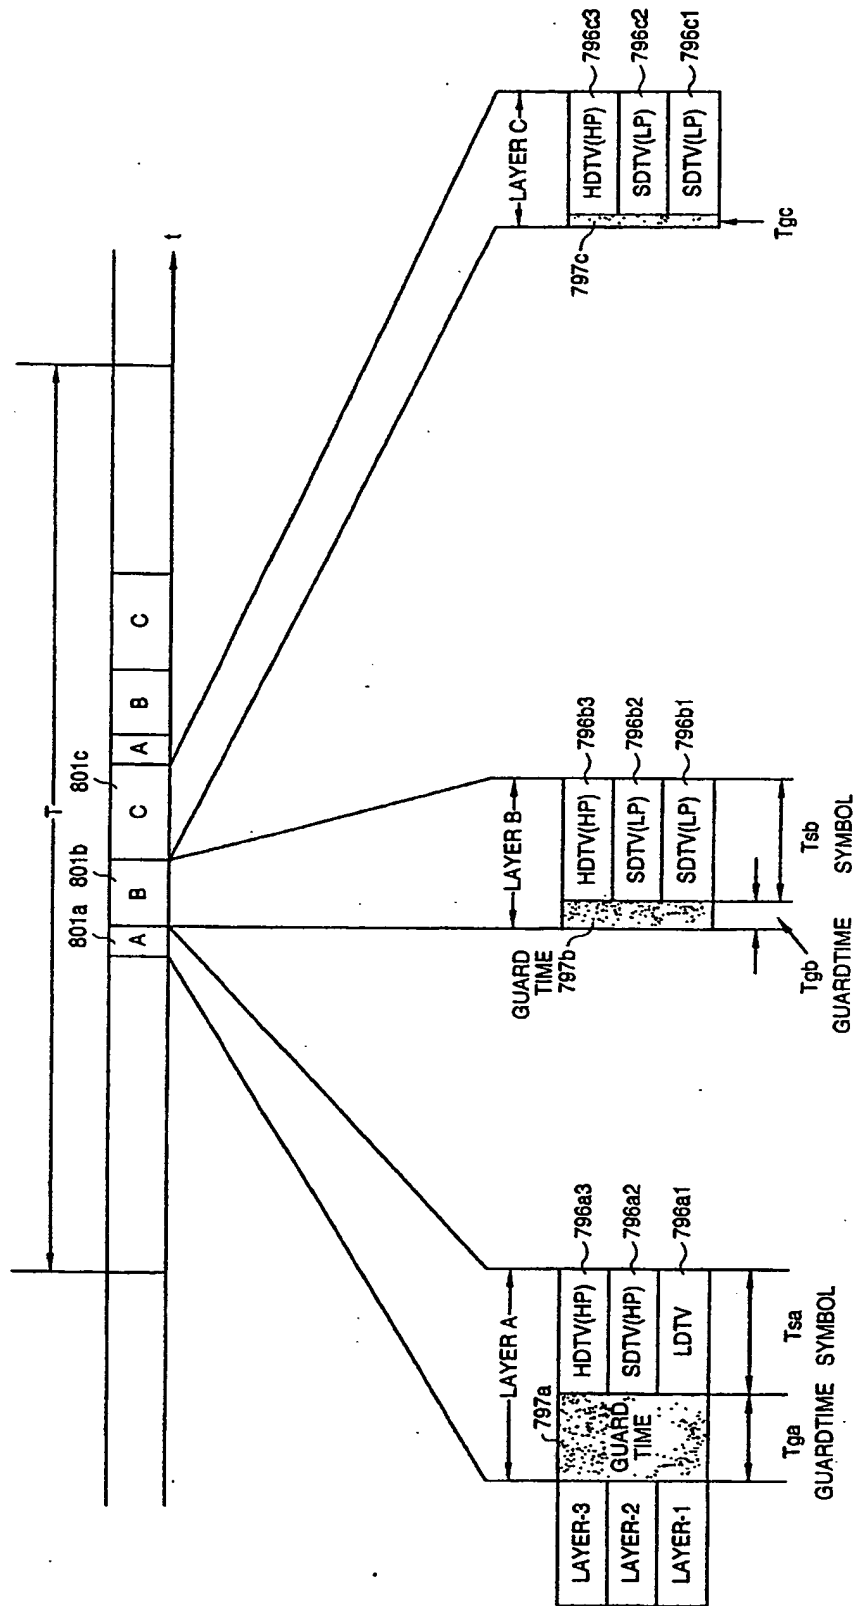 T
t
801a
801b
801c
A
B
C
A
B
C
LAYER A
797a
GUARD
TIME
LAYER-3
LAYER-2
LAYER-1
HDTV(HP)
SDTV(HP)
LDTV
796a3
796a2
796a1
Tga
GUARDTIME
Tsa
SYMBOL
LAYER B
GUARD
TIME
797b
HDTV(HP)
SDTV(LP)
SDTV(LP)
796b3
796b2
796b1
Tgb
GUARDTIME
Tsb
SYMBOL
LAYER C
797c
HDTV(HP)
SDTV(LP)
SDTV(LP)
796c3
796c2
796c1
Tgc